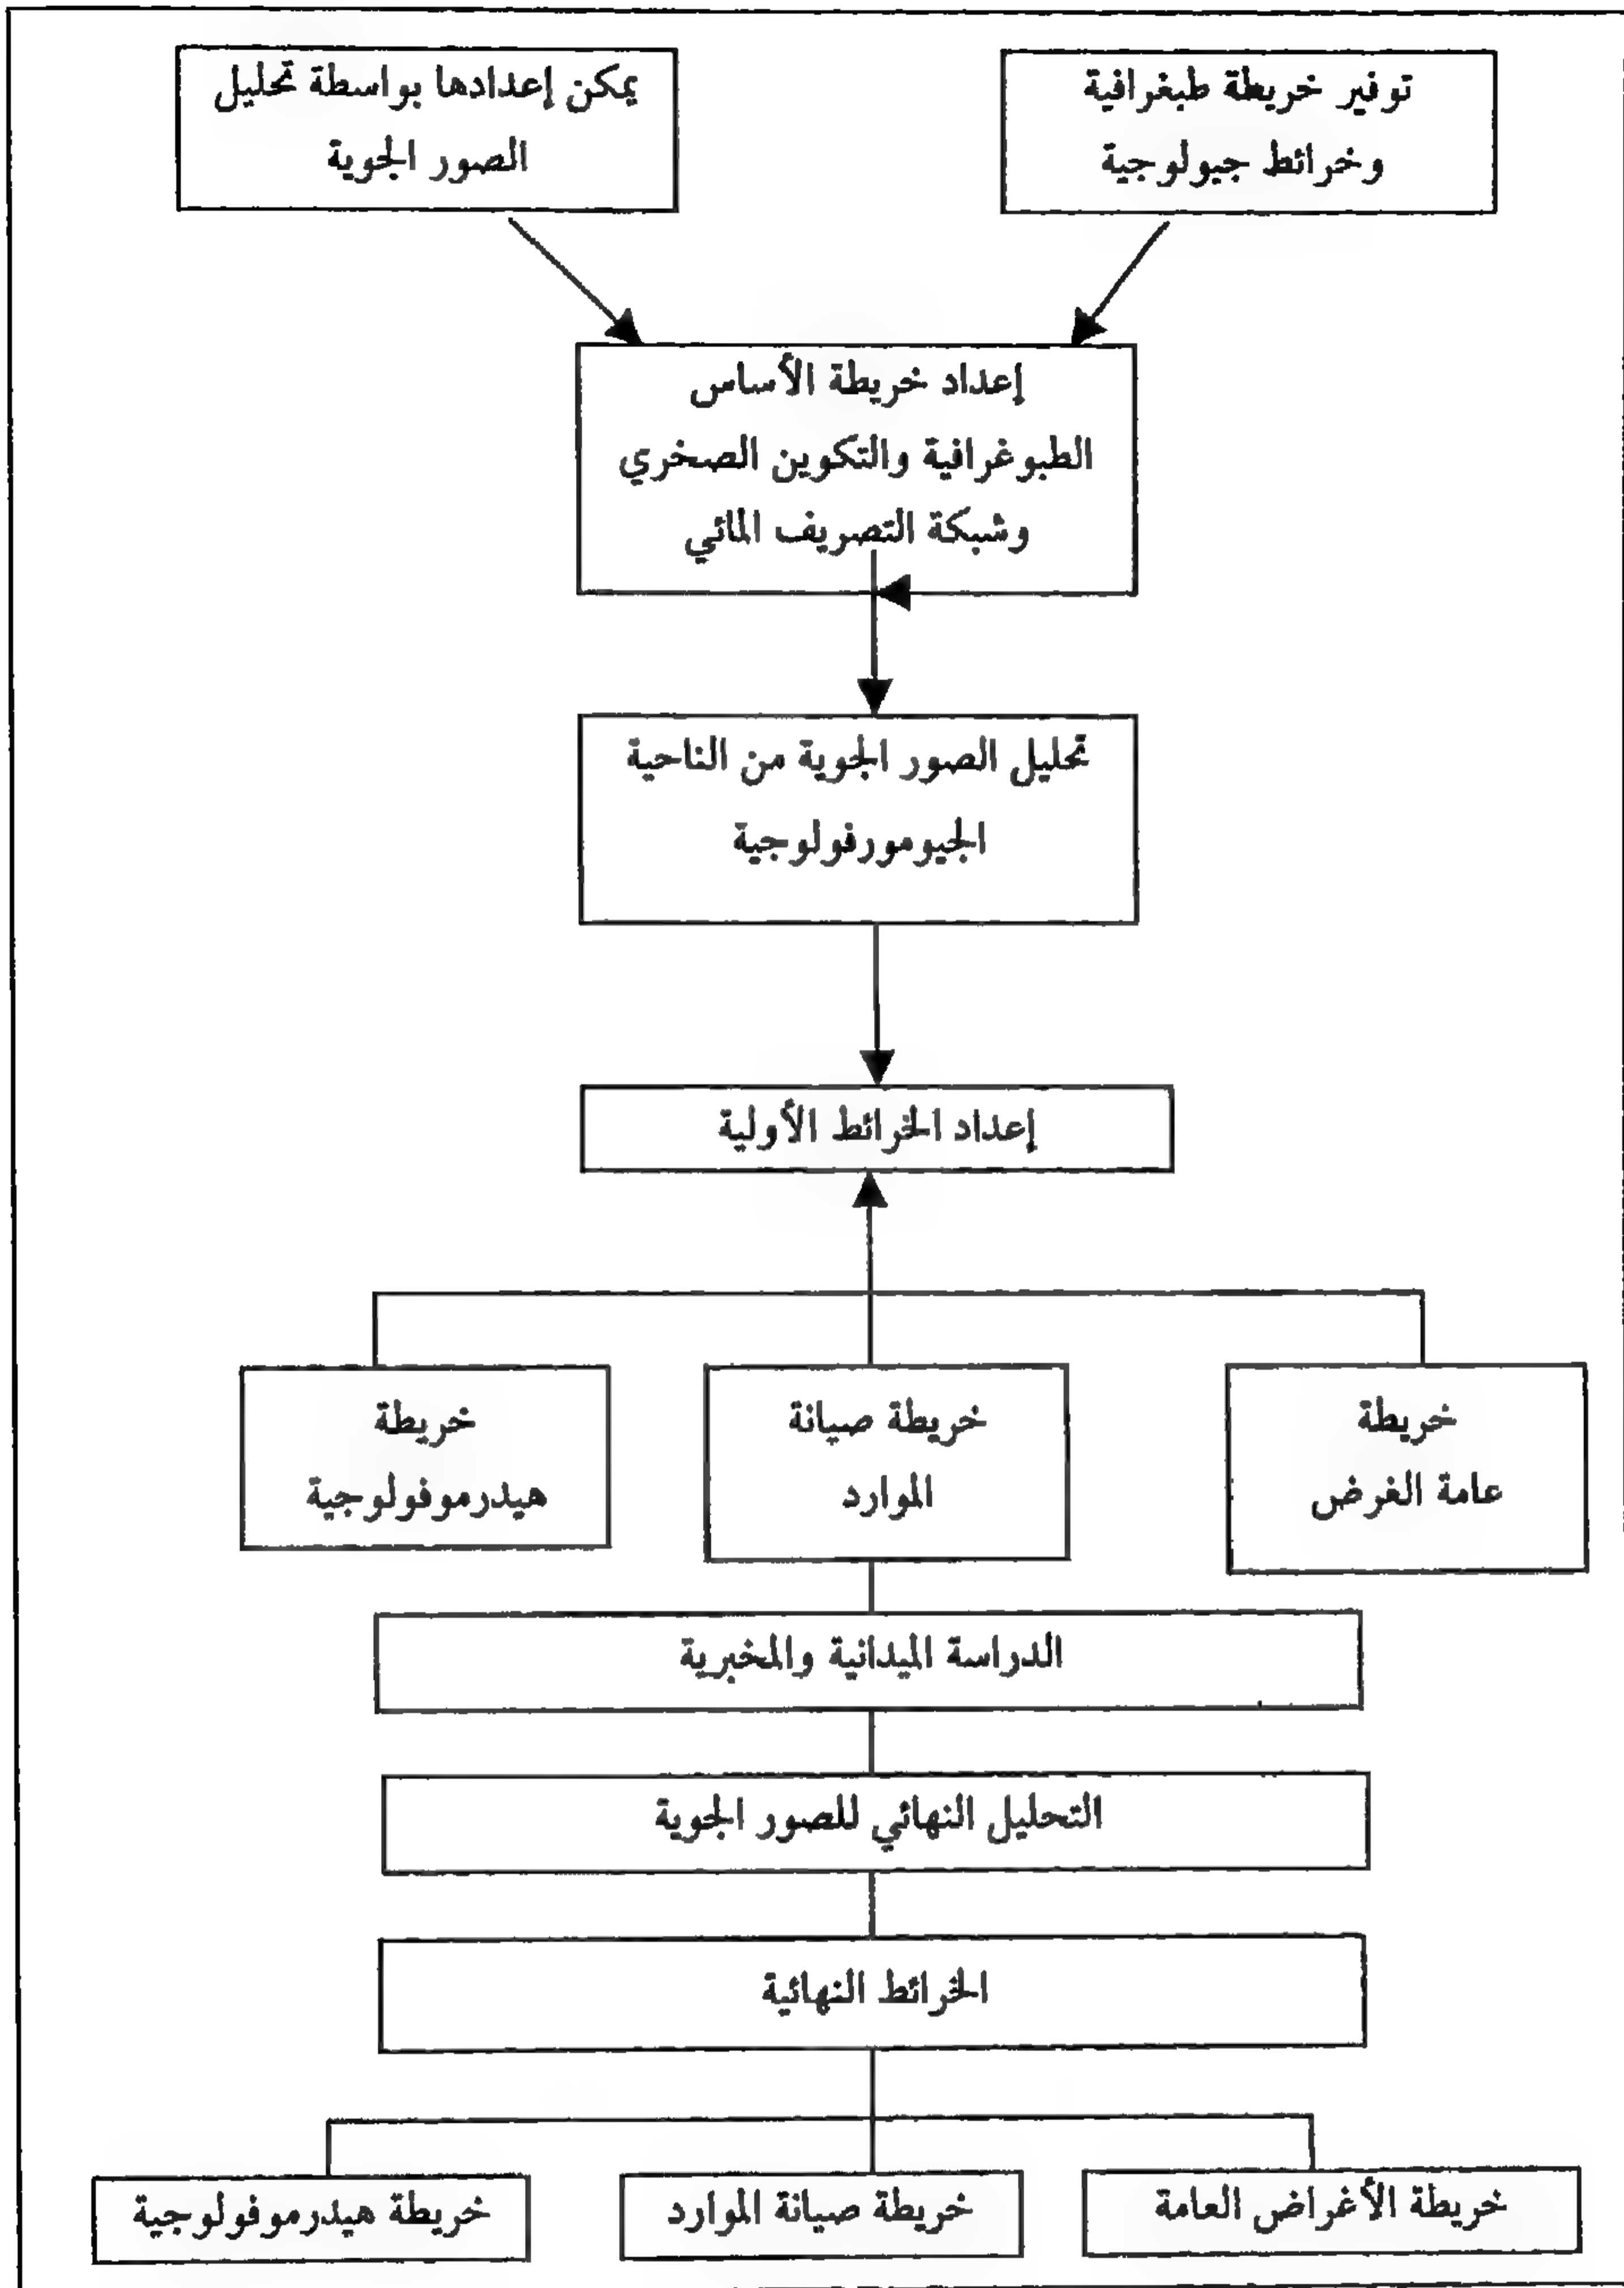 توفير خريطة طبغرافية
وخرائط جيولوجية
يمكن إعدادها بواسطة تحليل
الصور الجوية
إعداد خريطة الأساس
الطبوغرافية والتكوين الصخري
وشبكة التصريف المائي
تحليل الصور الجوية من الناحية
الجيومورفولوجية
إعداد الخرائط الأولية
خريطة
عامة الغرض
خريطة صيانة
الموارد
خريطة
هيدرموفولوجية
الدراسة الميدانية والمخبرية
التحليل النهائي للصور الجوية
الخرائط النهائية
خريطة الأغراض العامة
خريطة صيانة الموارد
خريطة هيدرموفولوجية